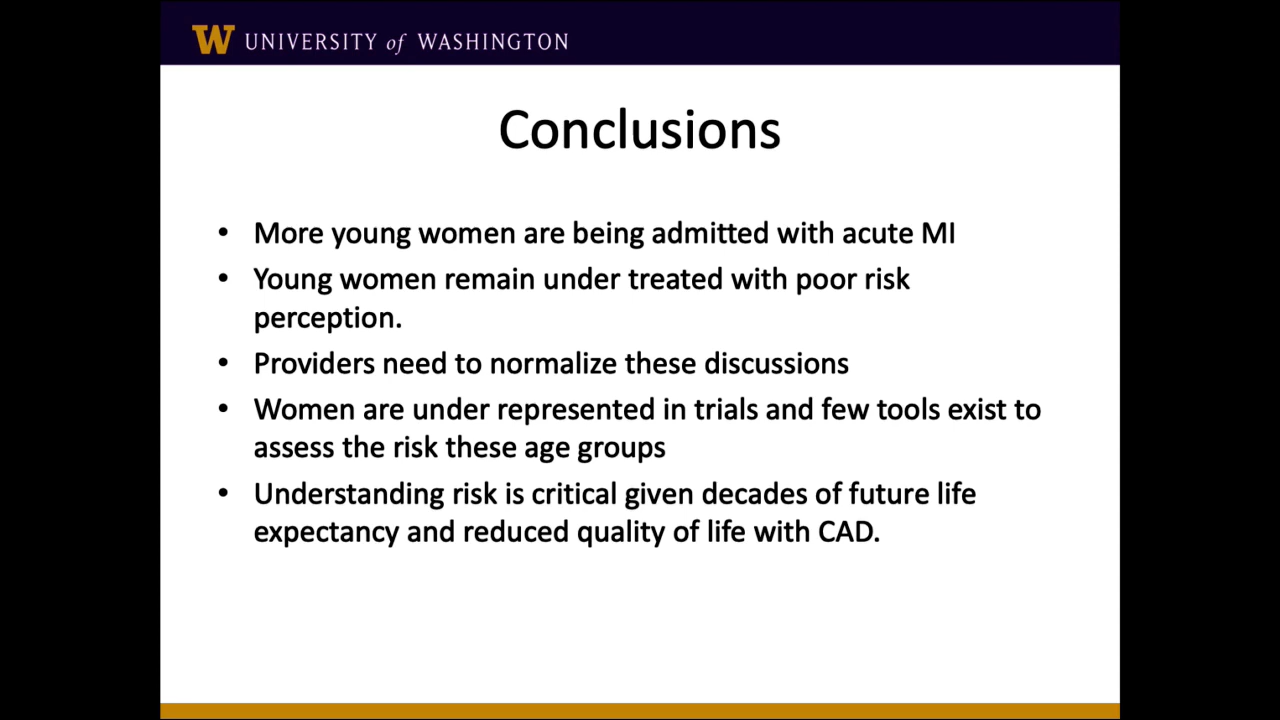 W UNIVERSITY of WASHINGTON
Conclusions
• More young women are being admitted with acute MI
• Young women remain under treated with poor risk
perception.
• Providers need to normalize these discussions
• Women are under represented in trials and few tools exist to
assess the risk these age groups
• Understanding risk is critical given decades of future life
expectancy and reduced quality of life with CAD.